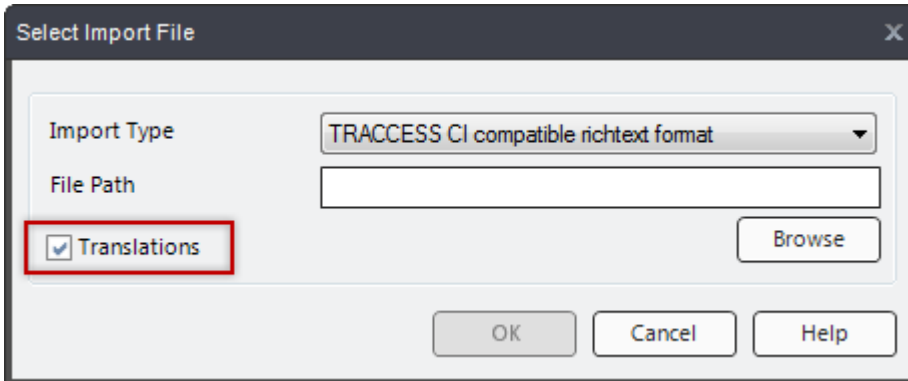 Select Import File x
Import Type TRACCESS CI compatible richtext format
File Path
Translations Browse
OK Cancel Help